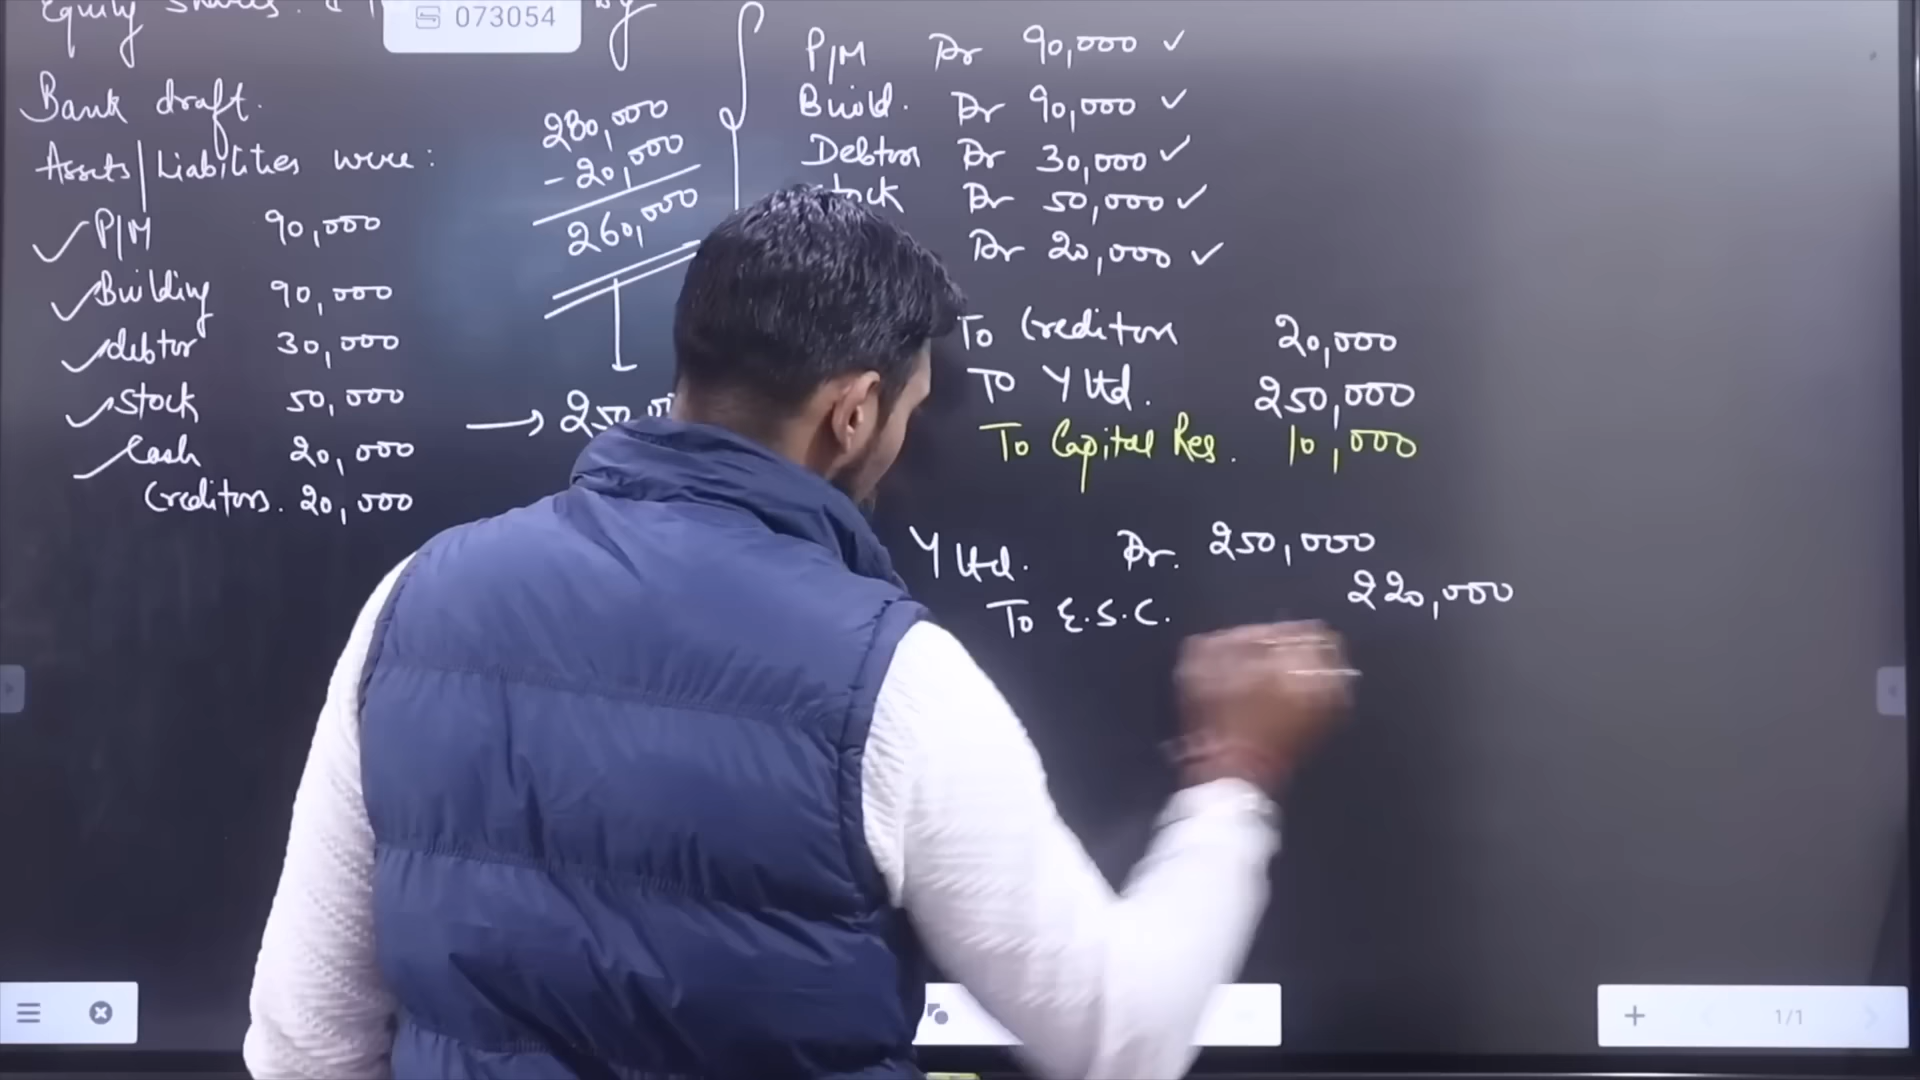 Equity Shares.
073054
by
Bank draft.
Assets/Liabilities were:
P/M 90,000
Building 90,000
debtor 30,000
Stock 50,000
Cash 20,000
Creditors. 20,000
280,000
- 20,000
260,000
P/M Dr 90,000 ✓
Build. Dr 90,000 ✓
Debtors Dr 30,000 ✓
Dr 50,000 ✓
Dr 20,000 ✓
To Creditors 20,000
To Y Ltd. 250,000
To Capital Res. 10,000
Y Ltd. Dr. 250,000
To E.S.C. 220,000
1/1